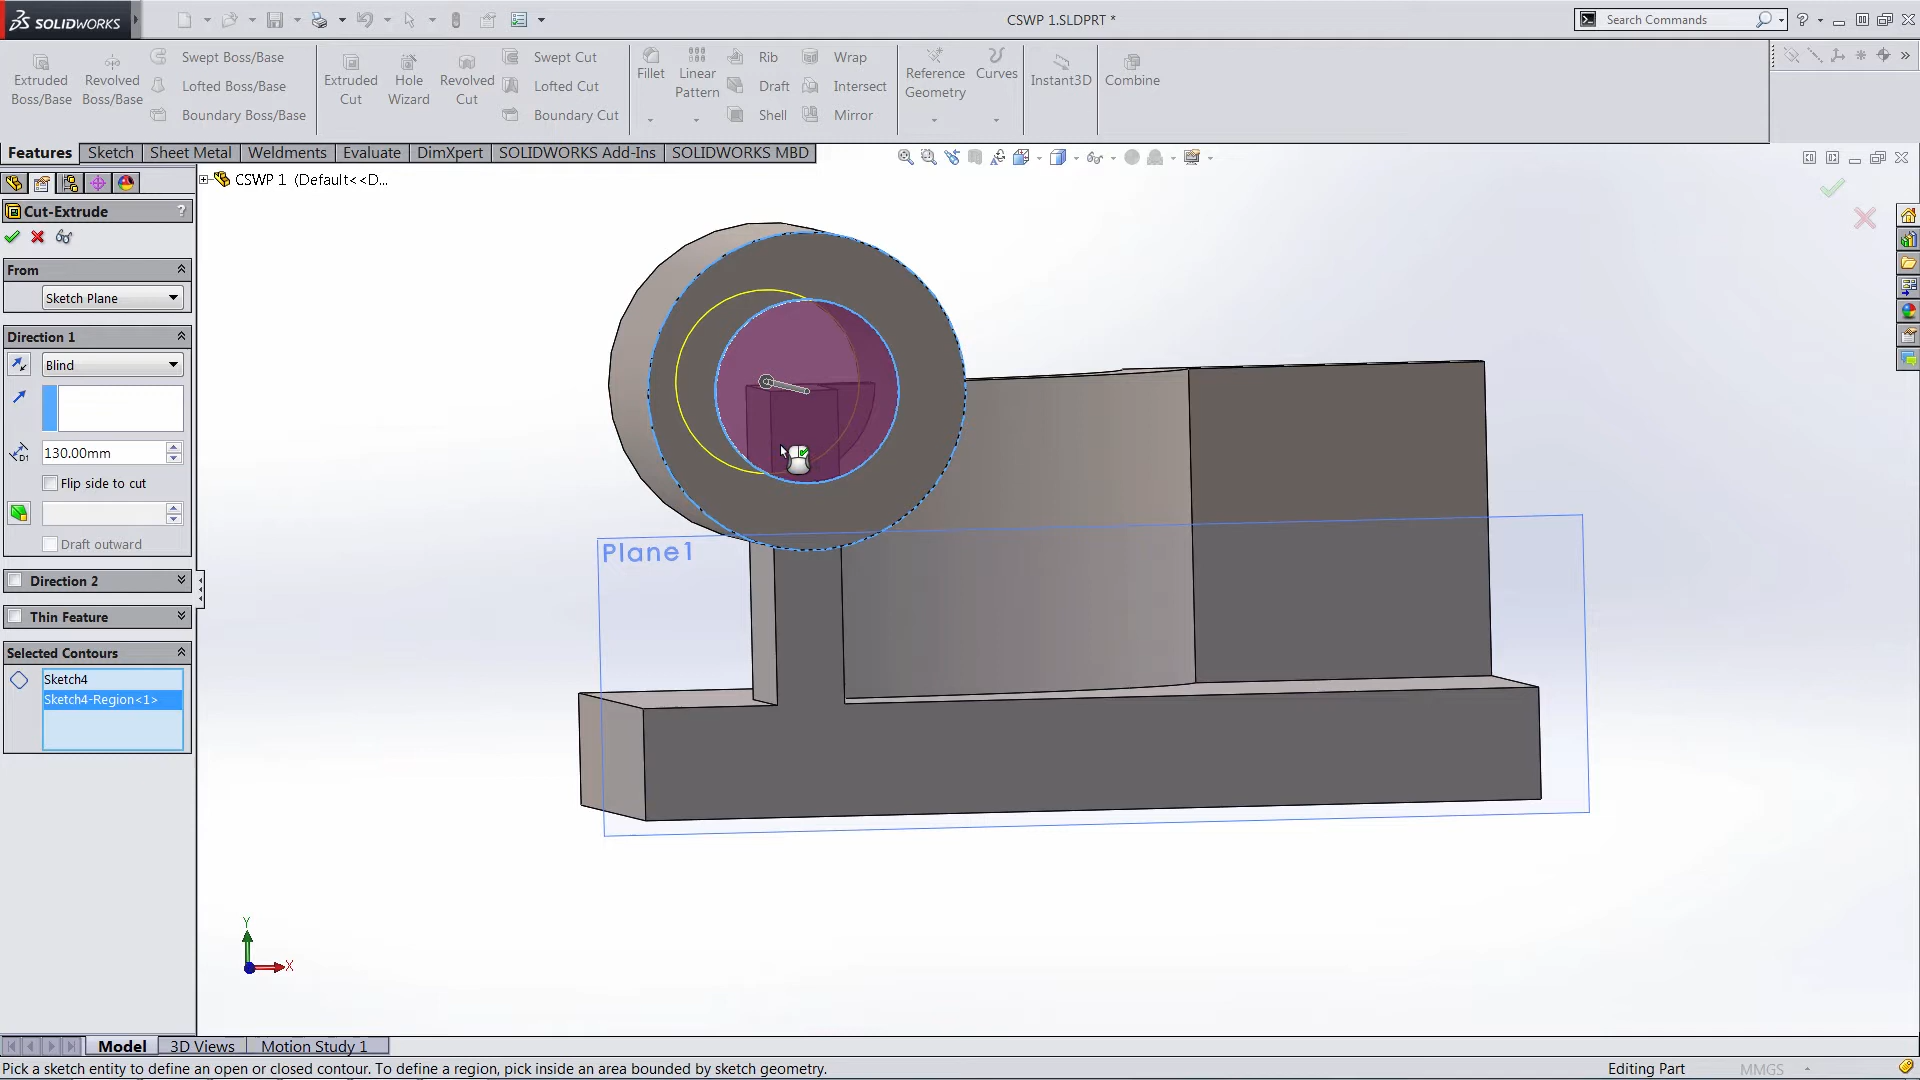 SOLIDWORKS
CSWP 1.SLDPRT *
Search Commands
?
Extruded Boss/Base
Revolved Boss/Base
Swept Boss/Base
Lofted Boss/Base
Boundary Boss/Base
Extruded Cut
Hole Wizard
Revolved Cut
Swept Cut
Lofted Cut
Boundary Cut
Fillet
Linear Pattern
Rib
Draft
Shell
Wrap
Intersect
Mirror
Reference Geometry
Curves
Instant3D
Combine
Features
Sketch
Sheet Metal
Weldments
Evaluate
DimXpert
SOLIDWORKS Add-Ins
SOLIDWORKS MBD
CSWP 1 (Default<<D...
Cut-Extrude
?
From
Sketch Plane
Direction 1
Blind
D1
130.00mm
Flip side to cut
Draft outward
Direction 2
Thin Feature
Selected Contours
Sketch4
Sketch4-Region<1>
Plane1
Y
X
Model
3D Views
Motion Study 1
Pick a sketch entity to define an open or closed contour. To define a region, pick inside an area bounded by sketch geometry.
Editing Part
MMGS